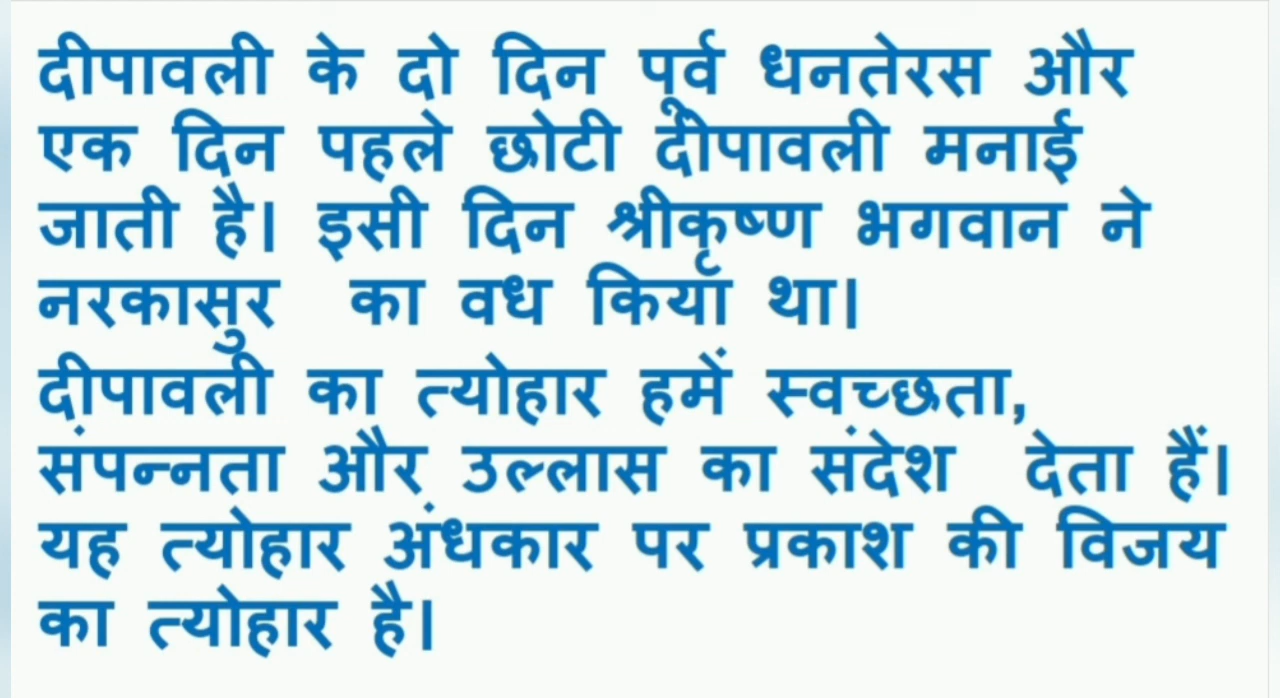 दीपावली के दो दिन पूर्व धनतेरस और
एक दिन पहले छोटी दीपावली मनाई
जाती है। इसी दिन श्रीकृष्ण भगवान ने
नरकासुर का वध किया था।
दीपावली का त्योहार हमें स्वच्छता,
संपन्नता और उल्लास का संदेश देता हैं।
यह त्योहार अंधकार पर प्रकाश की विजय
का त्योहार है।